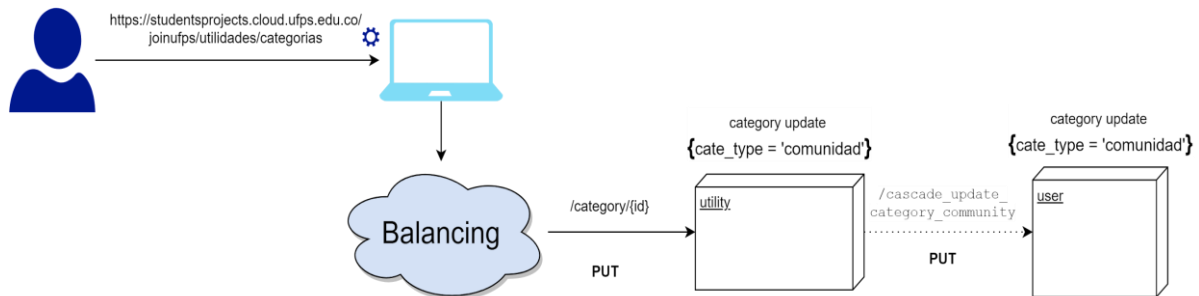 https://studentsprojects.cloud.ufps.edu.co/
joinufps/utilidades/categorias
category update
{cate_type = 'comunidad'}
category update
{cate_type = 'comunidad'}
Balancing
/category/{id}
PUT
utility
/cascade_update_
category_community
PUT
user